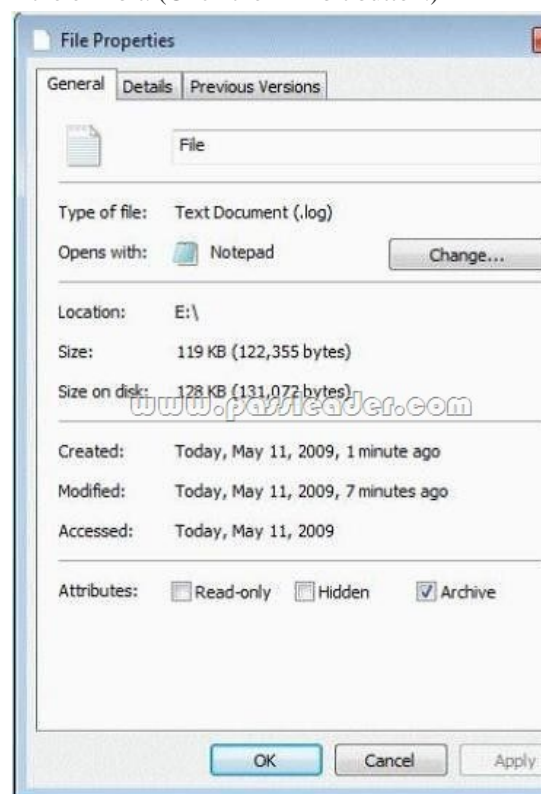 File Properties
General Details Previous Versions
File
Type of file: Text Document (.log)
Opens with: Notepad Change...
Location: E:\
Size: 119 KB (122,355 bytes)
Size on disk: 128 KB (131,072 bytes)
www.passleader.com
Created: Today, May 11, 2009, 1 minute ago
Modified: Today, May 11, 2009, 7 minutes ago
Accessed: Today, May 11, 2009
Attributes: Read-only Hidden Archive
OK Cancel Apply